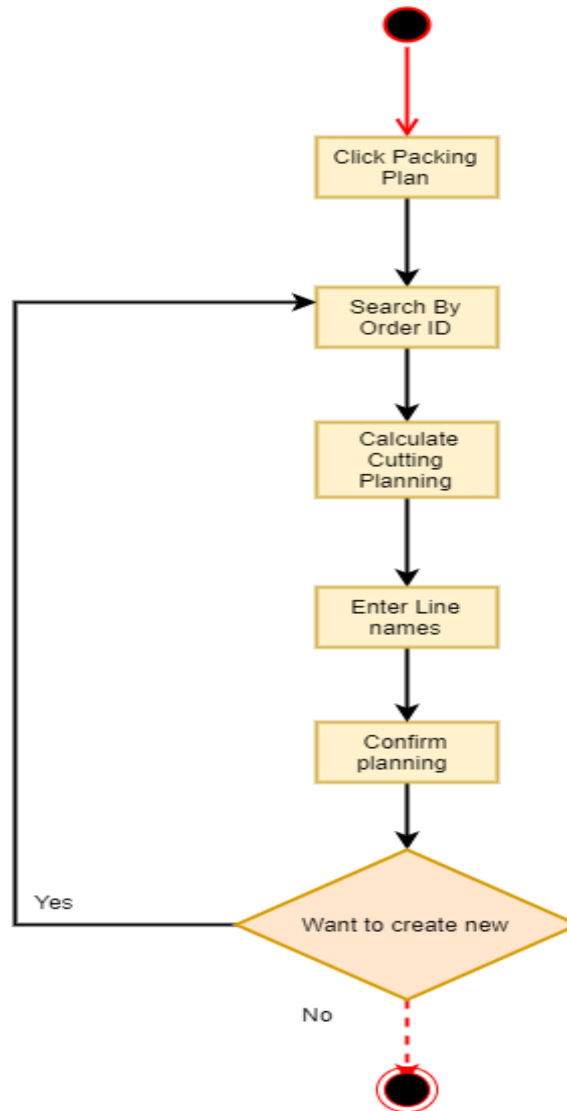 Click Packing
Plan
Search By
Order ID
Calculate
Cutting
Planning
Enter Line
names
Confirm
planning
Yes
Want to create new
No